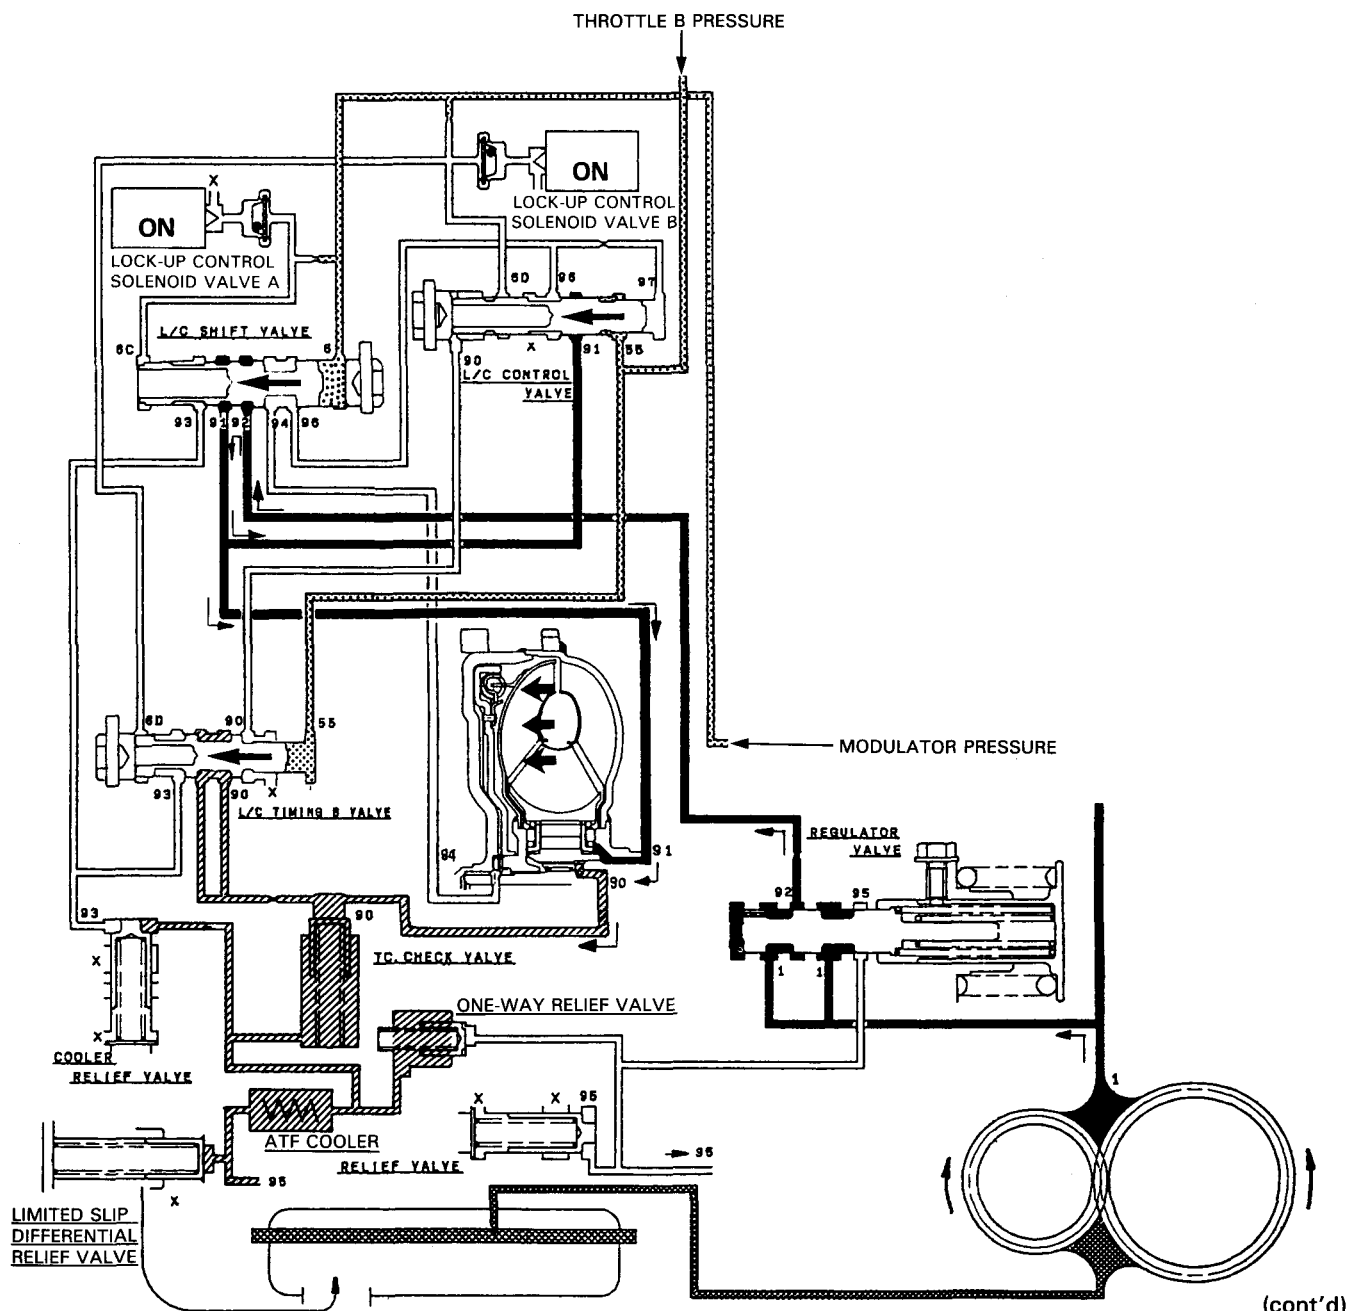 THROTTLE B PRESSURE
ON
LOCK-UP CONTROL
SOLENOID VALVE B
X
ON
LOCK-UP CONTROL
SOLENOID VALVE A
6D 96 97
L/C SHIFT VALVE
6C 6
X
90 91 55
L/C CONTROL
VALVE
93 91 92 94 96
6D 90 55
MODULATOR PRESSURE
93 90 X
L/C TIMING B VALVE
REGULATOR
VALVE
94 91
90
92 95
93
90
X
TC. CHECK VALVE
1 1
ONE-WAY RELIEF VALVE
X
COOLER
RELIEF VALVE
1
X X 95
ATF COOLER
RELIEF VALVE
96
95
X
LIMITED SLIP
DIFFERENTIAL
RELIEF VALVE
(cont'd)